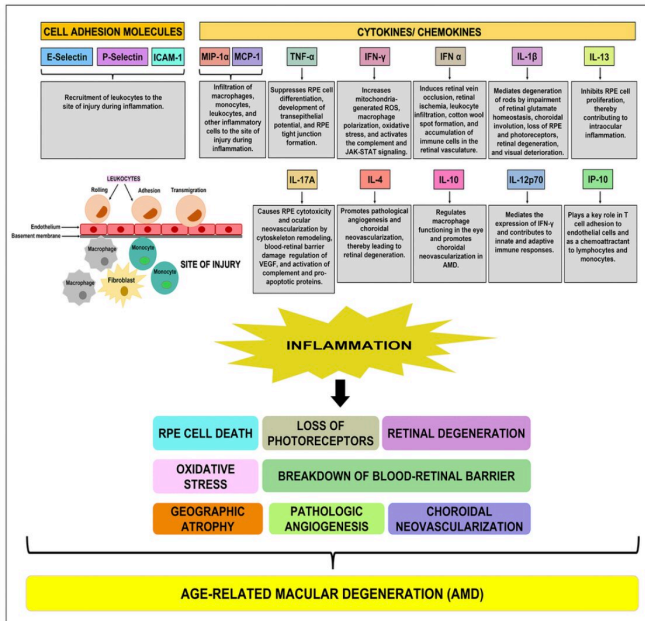 CELL ADHESION MOLECULES
CYTOKINES/ CHEMOKINES
E-Selectin
P-Selectin
ICAM-1
MIP-1α
MCP-1
TNF-α
IFN-γ
IFN α
IL-1β
IL-13
Recruitment of leukocytes to the
site of injury during inflammation.
Infiltration of
macrophages,
monocytes,
leukocytes, and
other inflammatory
cells to the site of
injury during
inflammation.
Suppresses RPE cell
differentiation,
development of
transepithelial
potential, and RPE
tight junction
formation.
Increases
mitochondria-
generated ROS,
macrophage
polarization, oxidative
stress, and activates
the complement and
JAK-STAT signaling.
Induces retinal vein
occlusion, retinal
ischemia, leukocyte
infiltration, cotton wool
spot formation, and
accumulation of
immune cells in the
retinal vasculature.
Mediates degeneration
of rods by impairment
of retinal glutamate
homeostasis, choroidal
involution, loss of RPE
and photoreceptors,
retinal degeneration,
and visual deterioration.
Inhibits RPE cell
proliferation,
thereby
contributing to
intraocular
inflammation.
LEUKOCYTES
Rolling
Adhesion
Transmigration
Endothelium
Basement membrane
Macrophage
Monocyte
SITE OF INJURY
Macrophage
Fibroblast
Monocyte
IL-17A
IL-4
IL-10
IL-12p70
IP-10
Causes RPE cytoxicity
and ocular
neovascularization by
cytoskeleton remodeling,
blood-retinal barrier
damage regulation of
VEGF, and activation of
complement and pro-
apoptotic proteins.
Promotes pathological
angiogenesis and
choroidal
neovascularization,
thereby leading to
retinal degeneration.
Regulates
macrophage
functioning in the eye
and promotes
choroidal
neovascularization in
AMD.
Mediates the
expression of IFN-γ
and contributes to
innate and adaptive
immune responses.
Plays a key role in T
cell adhesion to
endothelial cells and
as a chemoattractant
to lymphocytes and
monocytes.
INFLAMMATION
RPE CELL DEATH
LOSS OF
PHOTORECEPTORS
RETINAL DEGENERATION
OXIDATIVE
STRESS
BREAKDOWN OF BLOOD-RETINAL BARRIER
GEOGRAPHIC
ATROPHY
PATHOLOGIC
ANGIOGENESIS
CHOROIDAL
NEOVASCULARIZATION
AGE-RELATED MACULAR DEGENERATION (AMD)